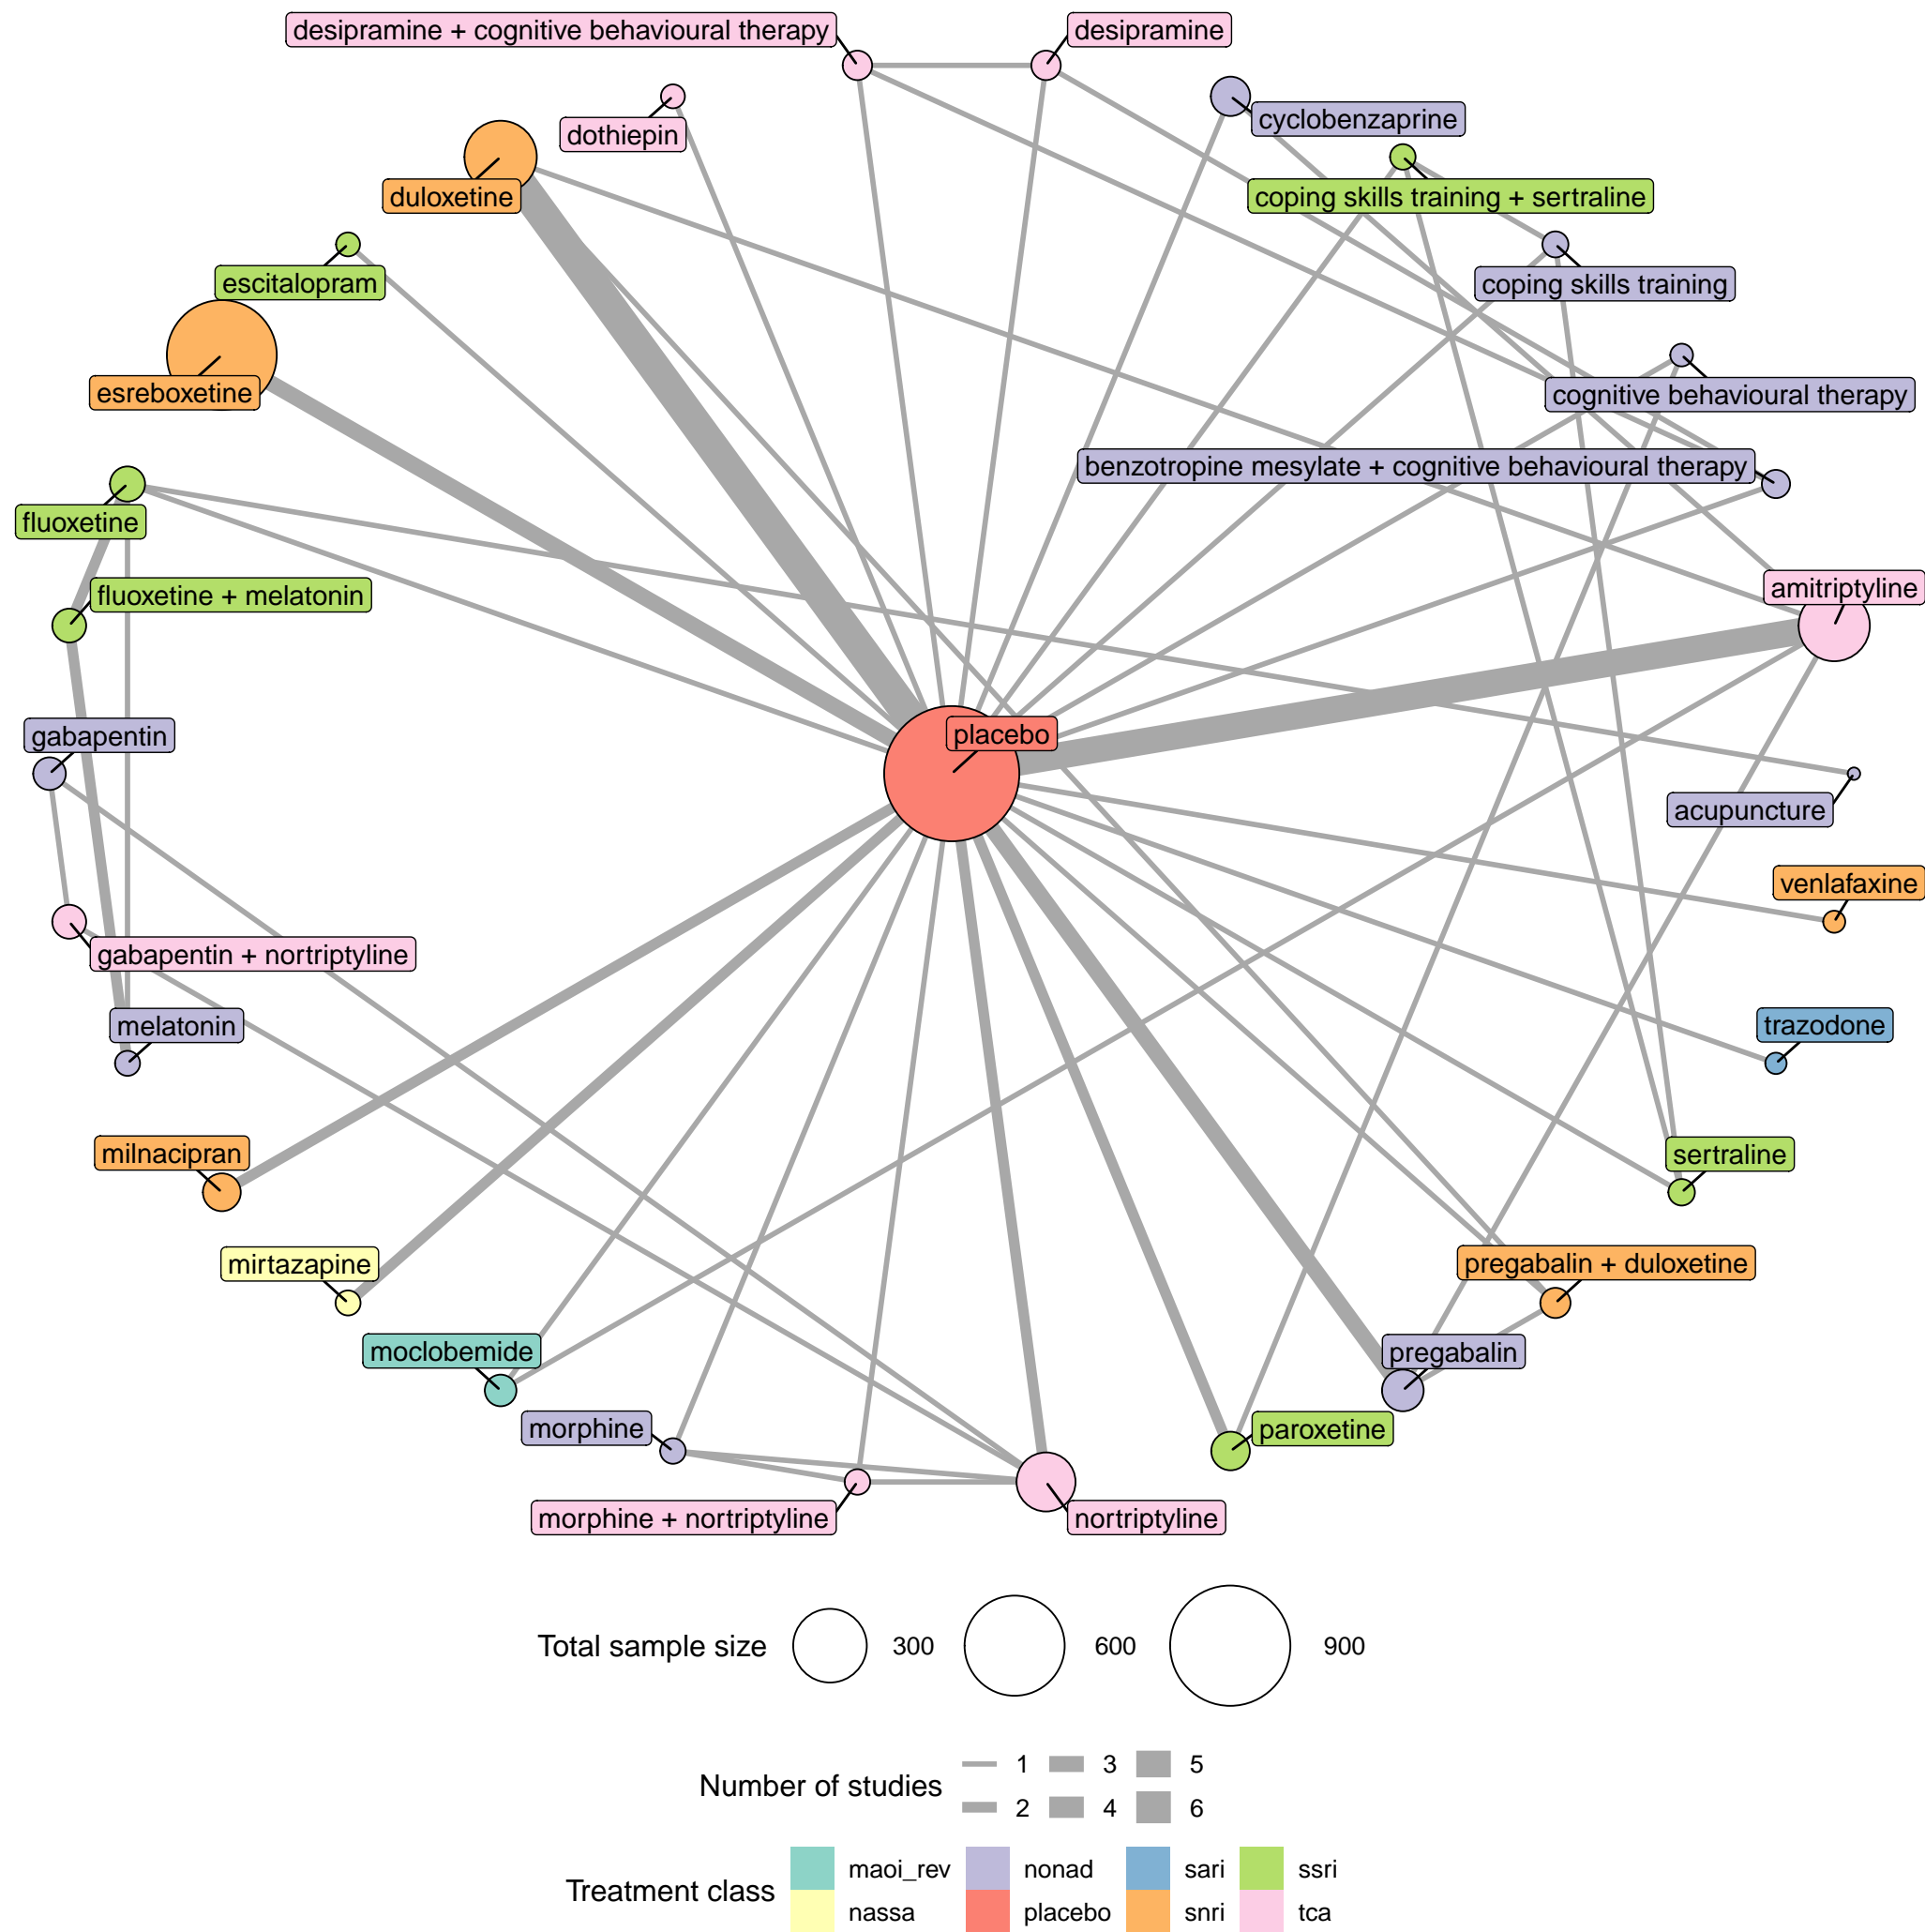 desipramine + cognitive behavioural therapy
desipramine
cyclobenzaprine
dothiepin
duloxetine
coping skills training + sertraline
escitalopram
coping skills training
esreboxetine
cognitive behavioural therapy
benzotropine mesylate + cognitive behavioural therapy
fluoxetine
fluoxetine + melatonin
amitriptyline
gabapentin
placebo
acupuncture
venlafaxine
gabapentin + nortriptyline
melatonin
trazodone
milnacipran
sertraline
mirtazapine
pregabalin + duloxetine
moclobemide
pregabalin
morphine
paroxetine
morphine + nortriptyline
nortriptyline
Total sample size 300 600 900
Number of studies
1 3 5
2 4 6
Treatment class
maoi_rev nonad sari ssri
nassa placebo snri tca